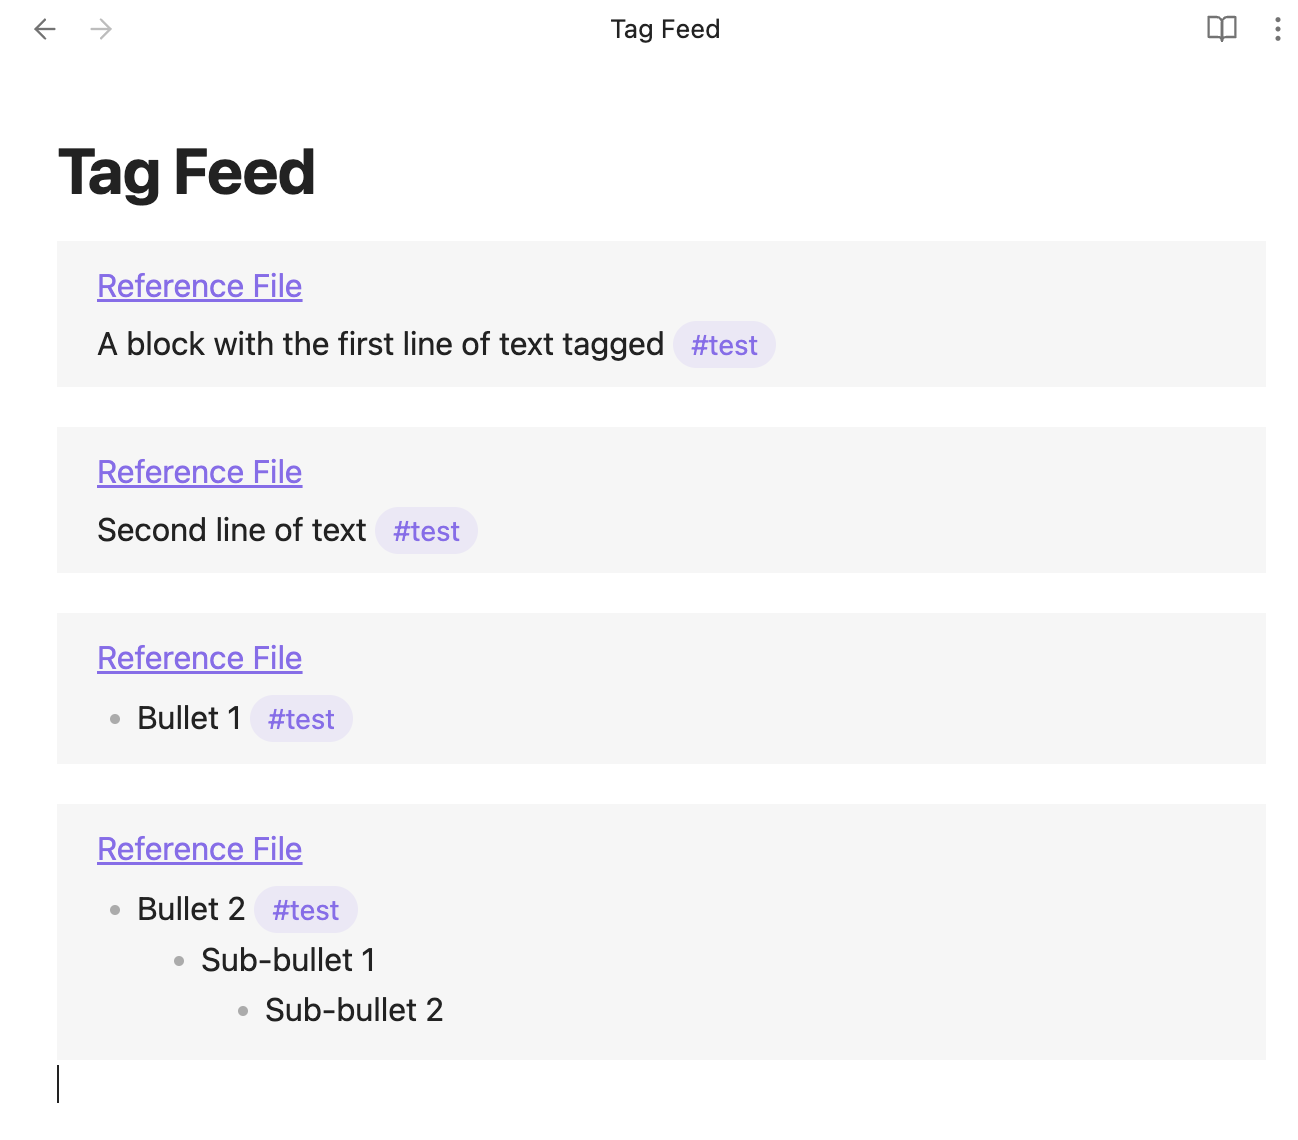 Tag Feed
Tag Feed
Reference File
A block with the first line of text tagged #test
Reference File
Second line of text #test
Reference File
Bullet 1 #test
Reference File
Bullet 2 #test
Sub-bullet 1
Sub-bullet 2